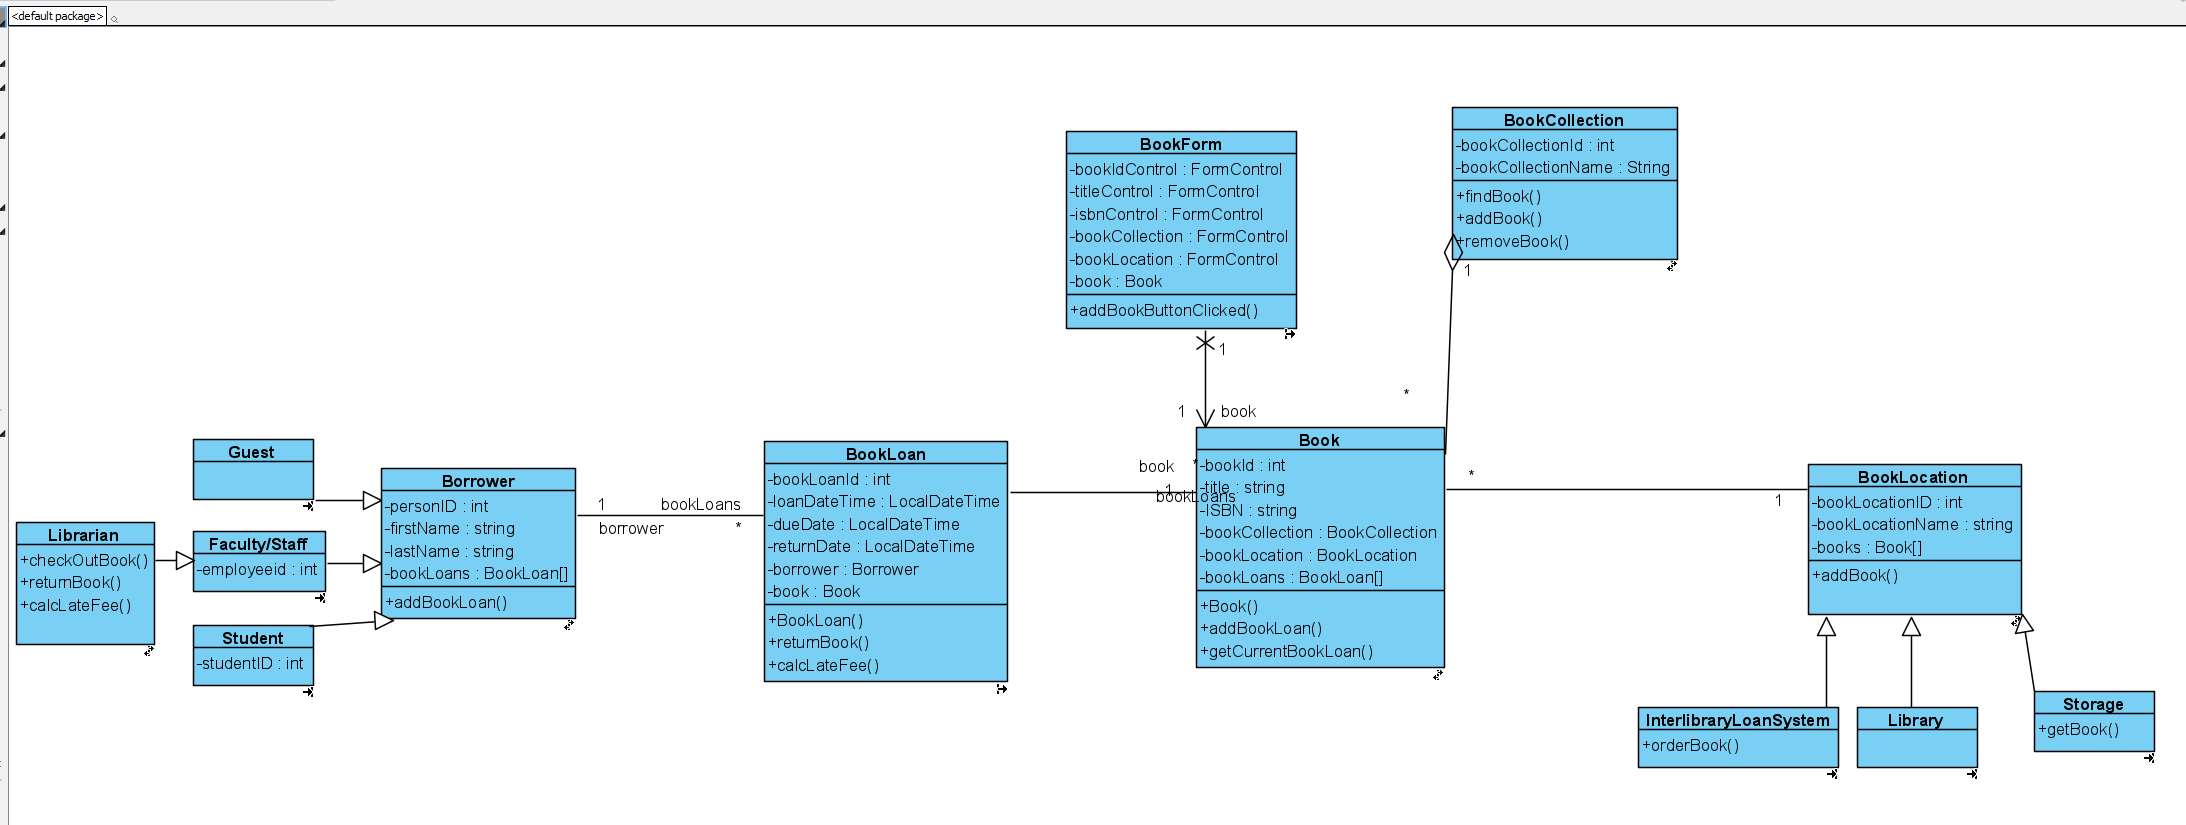 <default package>
BookCollection
-bookCollectionId : int
-bookCollectionName : String
+findBook()
+addBook()
+removeBook()
1
*
BookForm
-bookIdControl : FormControl
-titleControl : FormControl
-isbnControl : FormControl
-bookCollection : FormControl
-bookLocation : FormControl
-book : Book
+addBookButtonClicked()
1
1
book
Guest
Librarian
+checkOutBook()
+returnBook()
+calcLateFee()
Faculty/Staff
-employeeid : int
Student
-studentID : int
Borrower
-personID : int
-firstName : string
-lastName : string
-bookLoans : BookLoan[]
+addBookLoan()
1
bookLoans
borrower
*
BookLoan
-bookLoanId : int
-loanDateTime : LocalDateTime
-dueDate : LocalDateTime
-returnDate : LocalDateTime
-borrower : Borrower
-book : Book
+BookLoan()
+returnBook()
+calcLateFee()
book
*
1
bookLoans
Book
-bookId : int
-title : string
-ISBN : string
-bookCollection : BookCollection
-bookLocation : BookLocation
-bookLoans : BookLoan[]
+Book()
+addBookLoan()
+getCurrentBookLoan()
*
1
BookLocation
-bookLocationID : int
-bookLocationName : string
-books : Book[]
+addBook()
InterlibraryLoanSystem
+orderBook()
Library
Storage
+getBook()